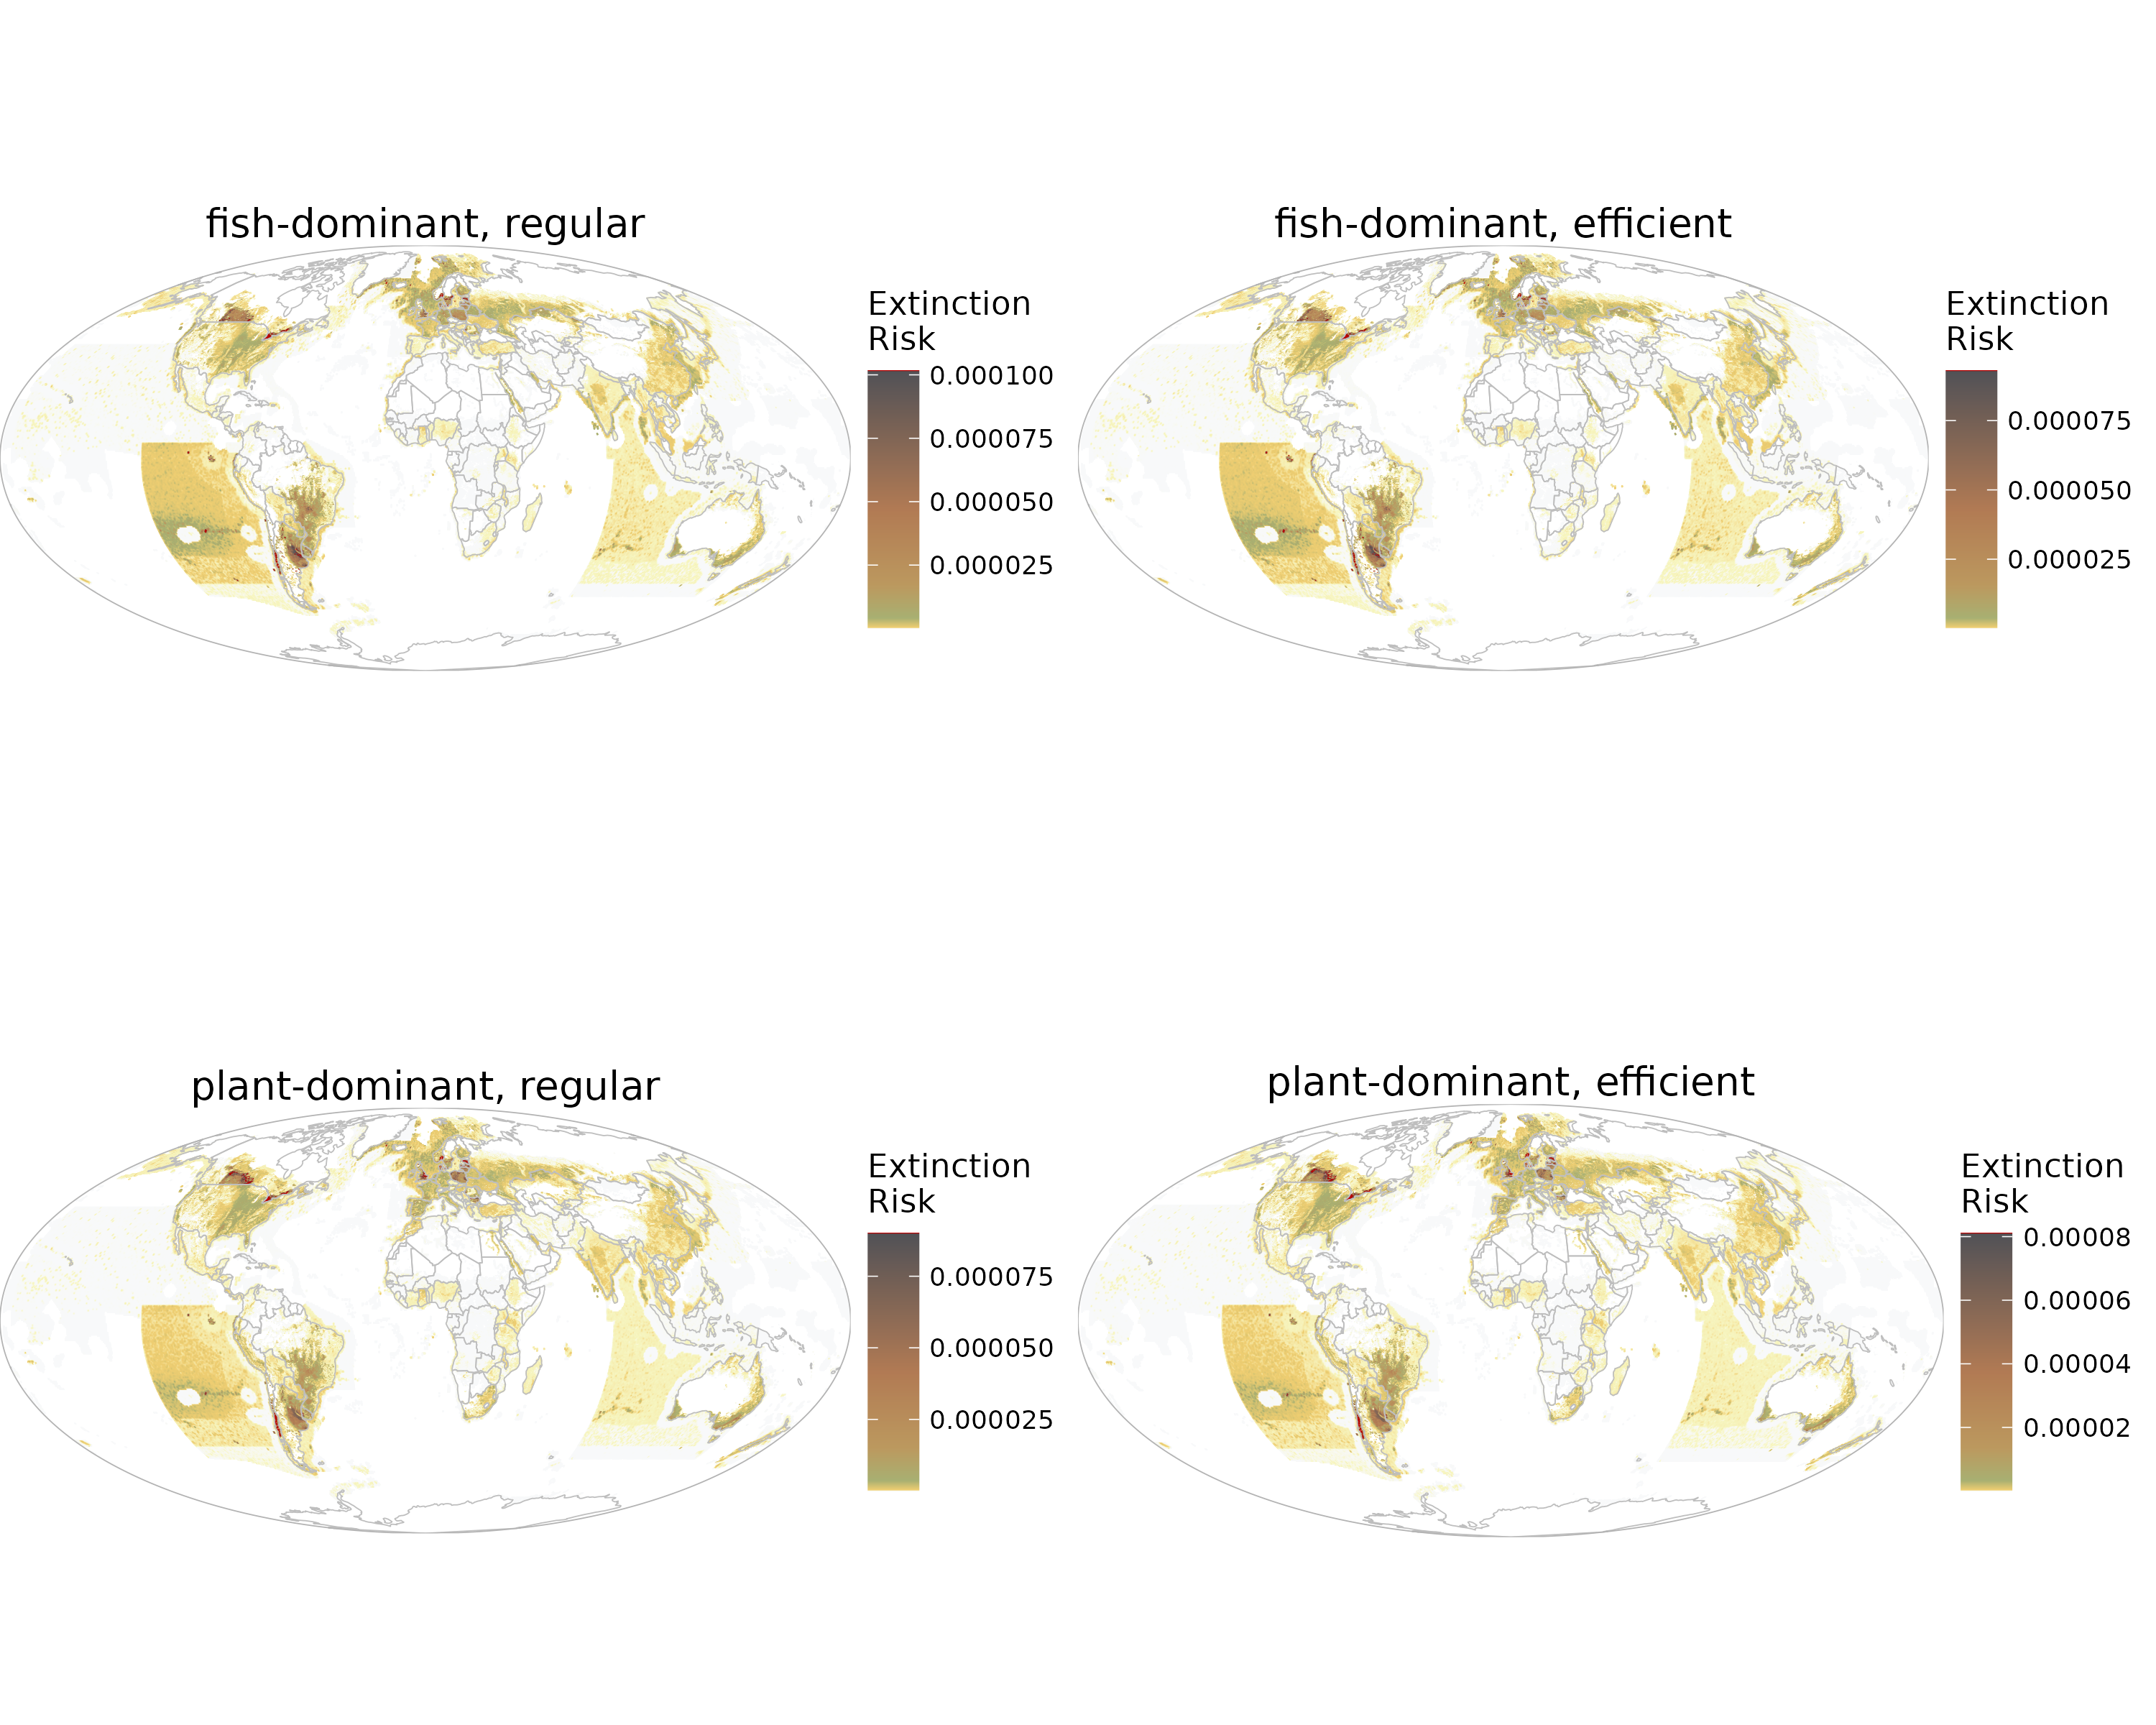 fish-dominant, regular
Extinction
Risk
0.000100
0.000075
0.000050
0.000025
fish-dominant, efficient
Extinction
Risk
0.000075
0.000050
0.000025
plant-dominant, regular
Extinction
Risk
0.000075
0.000050
0.000025
plant-dominant, efficient
Extinction
Risk
0.00008
0.00006
0.00004
0.00002